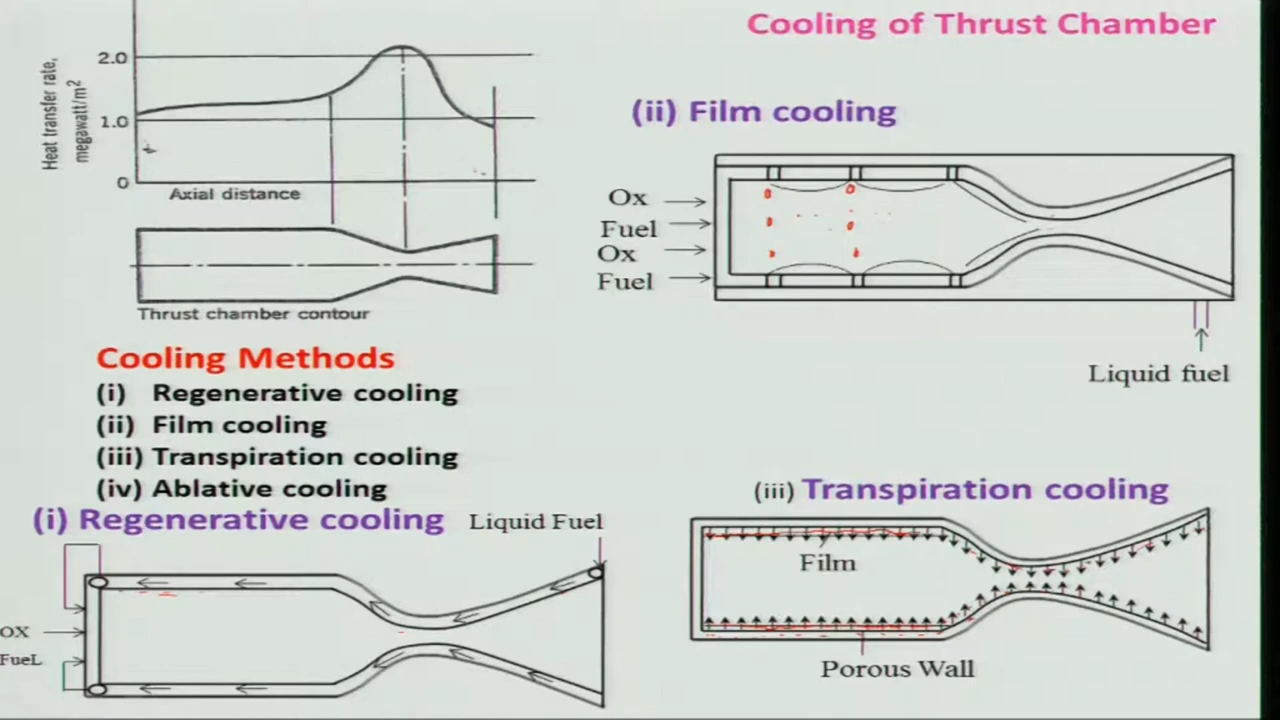 Cooling of Thrust Chamber
Heat transfer rate,
megawatt/m²
2.0
1.0
0
Axial distance
Thrust chamber contour
Cooling Methods
(i) Regenerative cooling
(ii) Film cooling
(iii) Transpiration cooling
(iv) Ablative cooling
(i) Regenerative cooling
Liquid Fuel
OX
FueL
(ii) Film cooling
Ox
Fuel
Ox
Fuel
Liquid fuel
(iii) Transpiration cooling
Film
Porous Wall